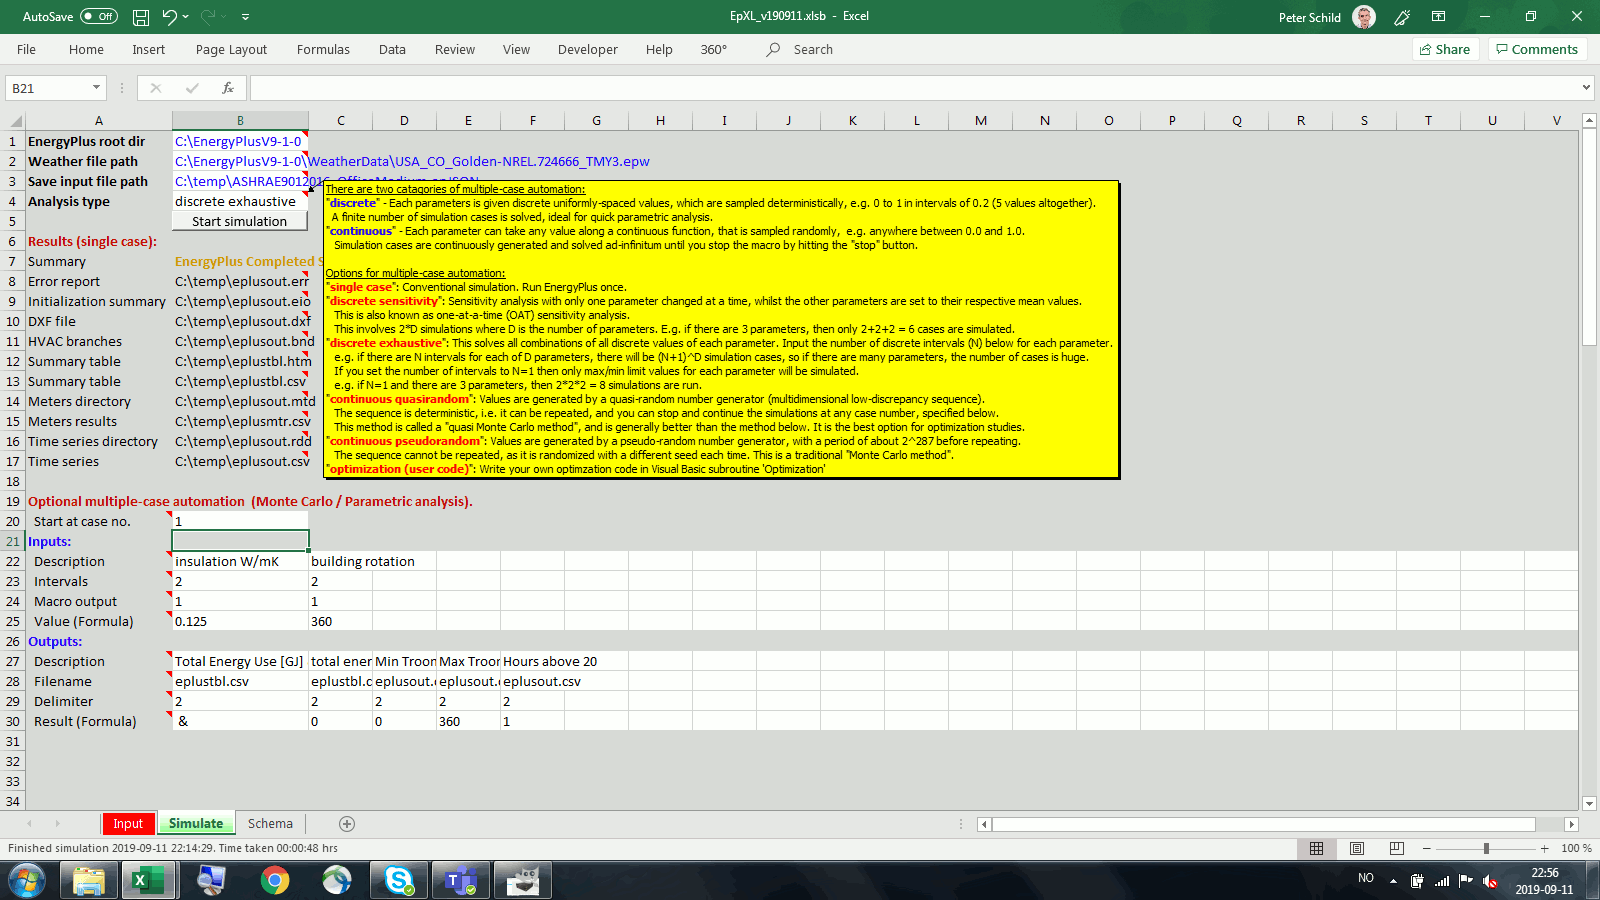 AutoSave Off
EpXL_v190911.xlsb - Excel
Peter Schild
File Home Insert Page Layout Formulas Data Review View Developer Help 360° Search
Share Comments
B21 fx
A B C D E F G H I J K L M N O P Q R S T U V
1 EnergyPlus root dir C:\EnergyPlusV9-1-0
2 Weather file path C:\EnergyPlusV9-1-0\WeatherData\USA_CO_Golden-NREL.724666_TMY3.epw
3 Save input file path
4 Analysis type discrete exhaustive
5 Start simulation
There are two catagories of multiple-case automation:
"discrete" - Each parameters is given discrete uniformly-spaced values, which are sampled deterministically, e.g. 0 to 1 in intervals of 0.2 (5 values altogether).
A finite number of simulation cases is solved, ideal for quick parametric analysis.
"continuous" - Each parameter can take any value along a continuous function, that is sampled randomly, e.g. anywhere between 0.0 and 1.0.
Simulation cases are continuously generated and solved ad-infinitum until you stop the macro by hitting the "stop" button.
Options for multiple-case automation:
"single case": Conventional simulation. Run EnergyPlus once.
"discrete sensitivity": Sensitivity analysis with only one parameter changed at a time, whilst the other parameters are set to their respective mean values.
This is also known as one-at-a-time (OAT) sensitivity analysis.
This involves 2*D simulations where D is the number of parameters. E.g. if there are 3 parameters, then only 2+2+2 = 6 cases are simulated.
"discrete exhaustive": This solves all combinations of all discrete values of each parameter. Input the number of discrete intervals (N) below for each parameter.
e.g. if there are N intervals for each of D parameters, there will be (N+1)^D simulation cases, so if there are many parameters, the number of cases is huge.
If you set the number of intervals to N=1 then only max/min limit values for each parameter will be simulated.
e.g. if N=1 and there are 3 parameters, then 2*2*2 = 8 simulations are run.
"continuous quasirandom": Values are generated by a quasi-random number generator (multidimensional low-discrepancy sequence).
The sequence is deterministic, i.e. it can be repeated, and you can stop and continue the simulations at any case number, specified below.
This method is called a "quasi Monte Carlo" method", and is generally better than the method below. It is the best option for optimization studies.
"continuous pseudorandom": Values are generated by a pseudo-random number generator, with a period of about 2^287 before repeating.
The sequence cannot be repeated, as it is randomized with a different seed each time. This is a traditional "Monte Carlo method".
"optimization (user code)": Write your own optimzation code in Visual Basic subroutine 'Optimization'
6 Results (single case):
7 Summary EnergyPlus Completed S
8 Error report C:\temp\eplusout.err
9 Initialization summary C:\temp\eplusout.eio
10 DXF file C:\temp\eplusout.dxf
11 HVAC branches C:\temp\eplusout.bnd
12 Summary table C:\temp\eplustbl.htm
13 Summary table C:\temp\eplustbl.csv
14 Meters directory C:\temp\eplusout.mtd
15 Meters results C:\temp\eplusmtr.csv
16 Time series directory C:\temp\eplusout.rdd
17 Time series C:\temp\eplusout.csv
18
19 Optional multiple-case automation (Monte Carlo / Parametric analysis).
20 Start at case no. 1
21 Inputs:
22 Description insulation W/mK building rotation
23 Intervals 2 2
24 Macro output 1 1
25 Value (Formula) 0.125 360
26 Outputs:
27 Description Total Energy Use [GJ] total ener Min Troom Max Troor Hours above 20
28 Filename eplustbl.csv eplustbl.c eplusout. eplusout. eplusout.csv
29 Delimiter 2 2 2 2 2
30 Result (Formula) & 0 0 360 1
31
32
33
34
Input Simulate Schema
Finished simulation 2019-09-11 22:14:29. Time taken 00:00:48 hrs
100 %
NO
22:56
2019-09-11